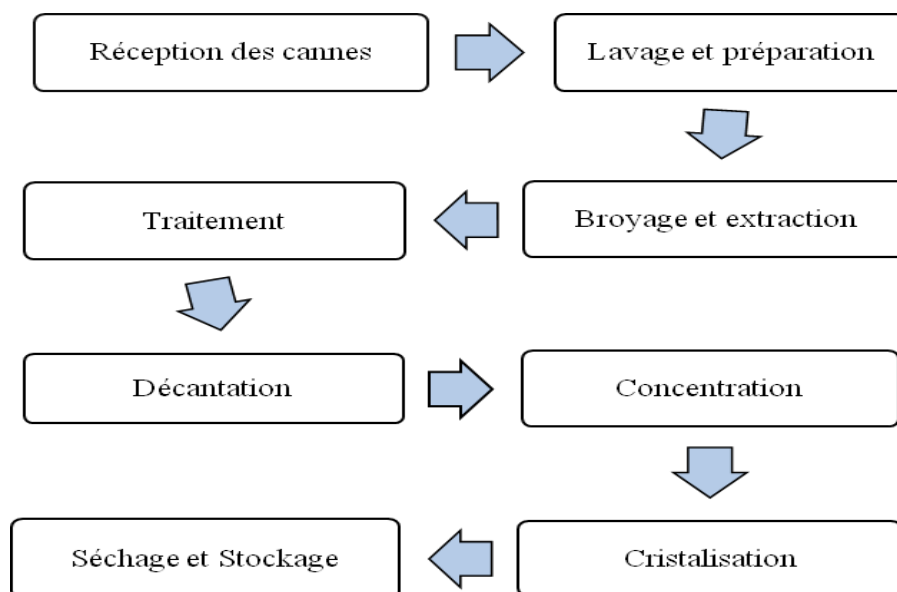 Réception des cannes
Lavage et préparation
Broyage et extraction
Traitement
Décantation
Concentration
Cristalisation
Séchage et Stockage